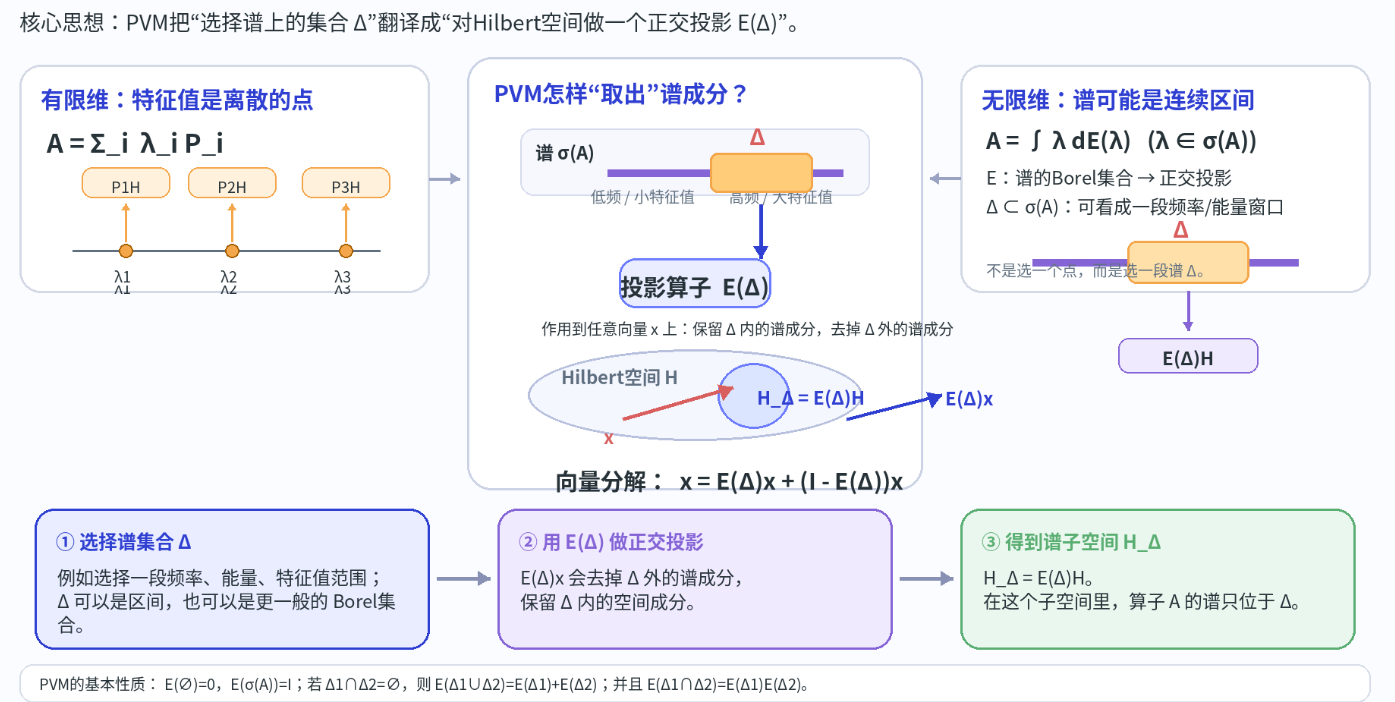 核心思想：PVM把“选择谱上的集合 Δ”翻译成“对Hilbert空间做一个正交投影 E(Δ)”。
有限维：特征值是离散的点
A = Σ_i λ_i P_i
P1H
P2H
P3H
λ1
λ2
λ3
λ1
λ2
λ3
PVM怎样“取出”谱成分？
Δ
谱 σ(A)
低频 / 小特征值
高频 / 大特征值
投影算子 E(Δ)
作用到任意向量 x 上：保留 Δ 内的谱成分，去掉 Δ 外的谱成分
Hilbert空间 H
H_Δ = E(Δ)H
E(Δ)x
x
向量分解： x = E(Δ)x + (I - E(Δ))x
无限维：谱可能是连续区间
A = ∫ λ dE(λ) (λ ∈ σ(A))
E：谱的Borel集合 → 正交投影
Δ ⊂ σ(A)：可看成一段频率/能量窗口
Δ
不是选一个点，而是选一段谱 Δ。
E(Δ)H
① 选择谱集合 Δ
例如选择一段频率、能量、特征值范围；
Δ 可以是区间，也可以是更一般的 Borel集
合。
② 用 E(Δ) 做正交投影
E(Δ)x 会去掉 Δ 外的谱成分，
保留 Δ 内的空间成分。
③ 得到谱子空间 H_Δ
H_Δ = E(Δ)H。
在这个子空间里，算子 A 的谱只位于 Δ。
PVM的基本性质： E(∅)=0，E(σ(A))=I；若 Δ1∩Δ2=∅，则 E(Δ1∪Δ2)=E(Δ1)+E(Δ2)；并且 E(Δ1∩Δ2)=E(Δ1)E(Δ2)。